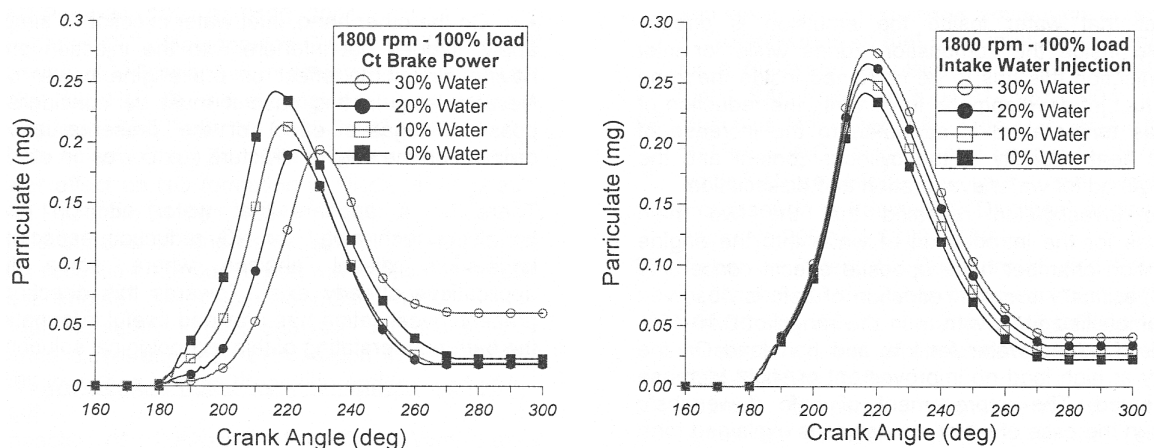 0.3
0.25
0.2
0.15
0.1
0.05
0
Parriculate (mg)
1800 rpm - 100% load
Ct Brake Power
30% Water
20% Water
10% Water
0% Water
160 180 200 220 240 260 280 300
Crank Angle (deg)
0.30
0.25
0.20
0.15
0.10
0.05
0.00
Parriculate (mg)
1800 rpm - 100% load
Intake Water Injection
30% Water
20% Water
10% Water
0% Water
160 180 200 220 240 260 280 300
Crank Angle (deg)